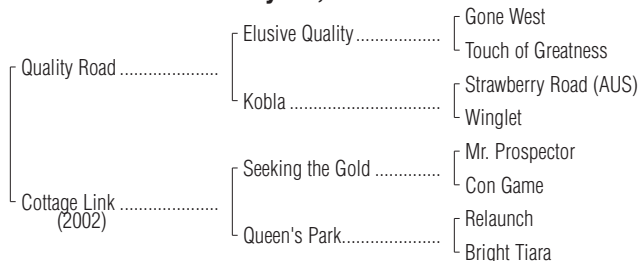 Gone West
Elusive Quality..................
Touch of Greatness
Quality Road .....................
Strawberry Road (AUS)
Kobla ................................
Winglet
Mr. Prospector
Seeking the Gold ..............
Con Game
Cottage Link .....................
(2002)
Relaunch
Queen's Park.....................
Bright Tiara